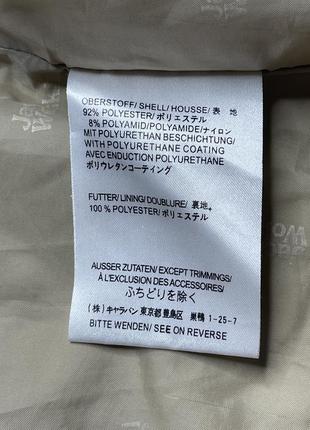 OBERSTOFF/ SHELL/ HOUSSE/ 表 地
92% POLYESTER/ ポリエステル
8% POLYAMID/POLYAMIDE/ナイロン
MIT POLYURETHAN BESCHICHTUNG/
WITH POLYURETHANE COATING
AVEC ENDUCTION POLYURETHANE
ポリウレタンコーティング
FUTTER/ LINING/ DOUBLURE/ 裏地。
100 % POLYESTER/ ポリエステル
AUSSER ZUTATEN/ EXCEPT TRIMMINGS/
À L'EXCLUSION DES ACCESSOIRES/
ふちどりを除く
(株) キャラバン 東京都 豊島区 巣鴨 1-25-7
BITTE WENDEN/ SEE ON REVERSE